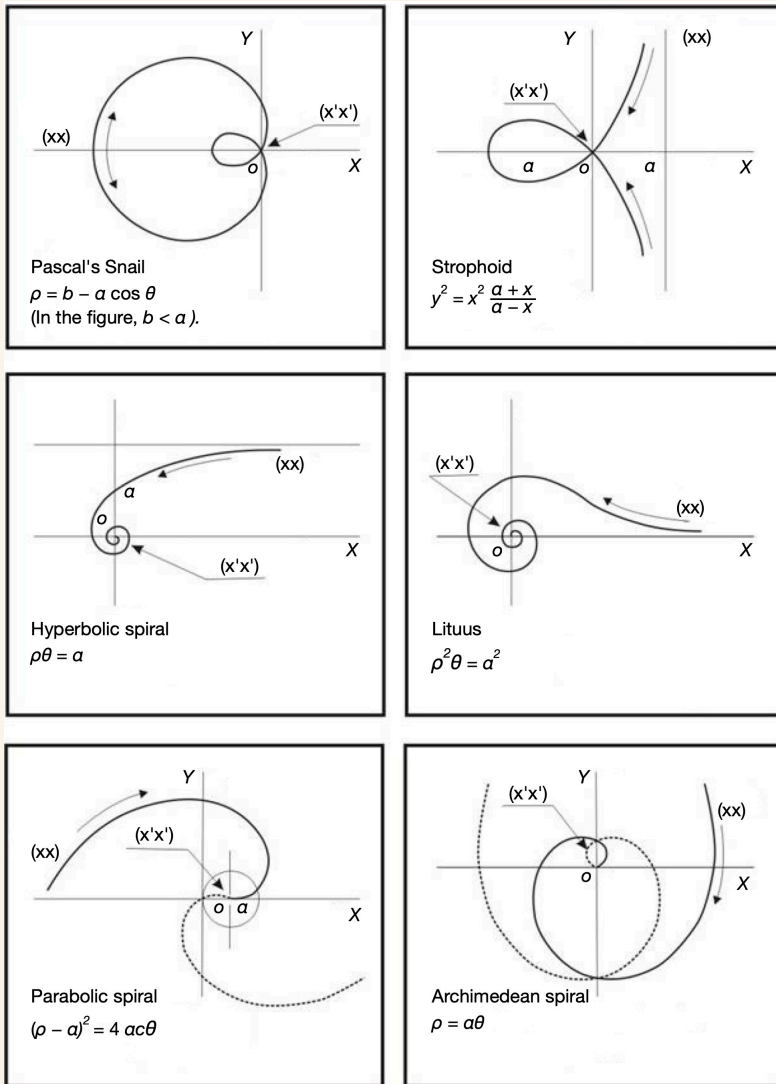 Y
(xx)
(x'x')
o
X
Pascal's Snail
ρ = b − a cos θ
(In the figure, b < a ).
Y
(xx)
(x'x')
a
o
a
X
Strophoid
y² = x² (a + x)/(a − x)
(xx)
a
o
X
(x'x')
Hyperbolic spiral
ρθ = a
(x'x')
(xx)
o
X
Lituus
ρ²θ = a²
Y
(xx)
(x'x')
o
a
X
Parabolic spiral
(ρ − a)² = 4 acθ
Y
(x'x')
(xx)
o
X
Archimedean spiral
ρ = aθ